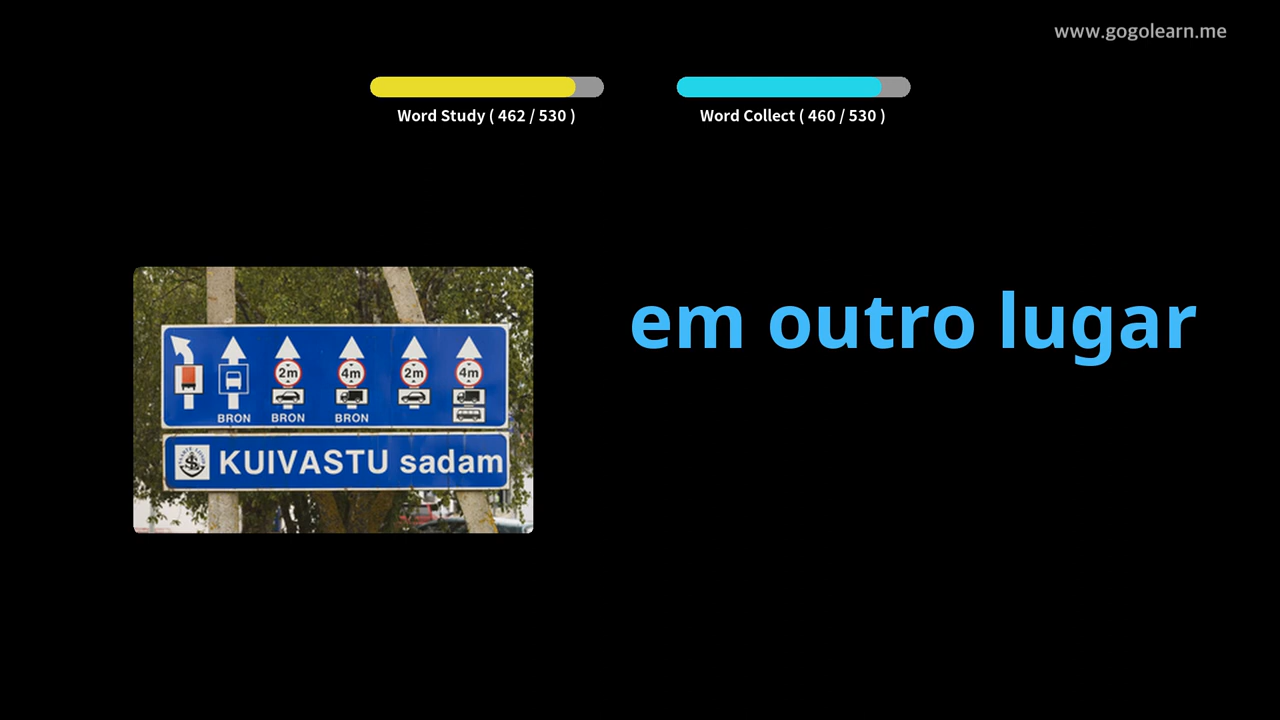 www.gogolearn.me
Word Study ( 462 / 530 )
Word Collect ( 460 / 530 )
em outro lugar
2m
4m
2m
4m
BRON
BRON
BRON
KUIVASTU sadam